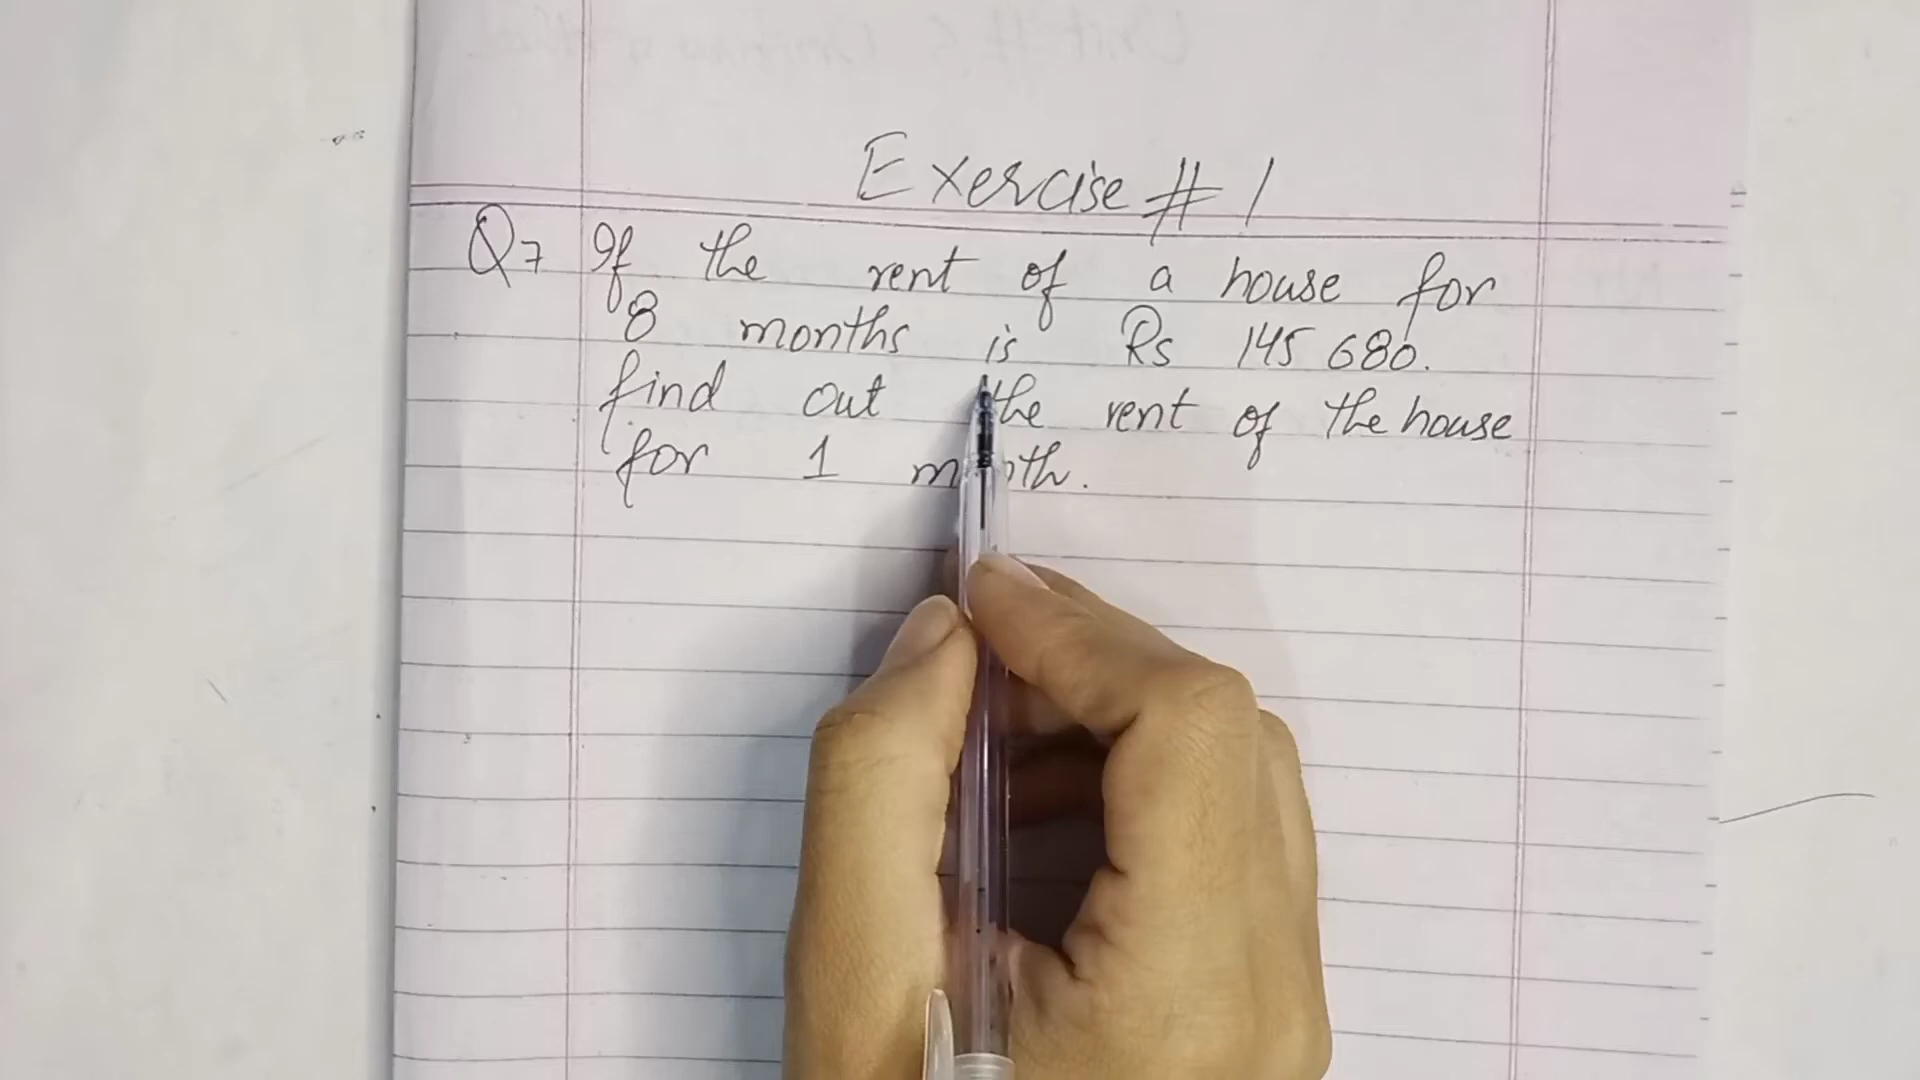 Exercise # 1
Q7 If the rent of a house for
8 months is Rs 145 680.
find out the rent of the house
for 1 month.